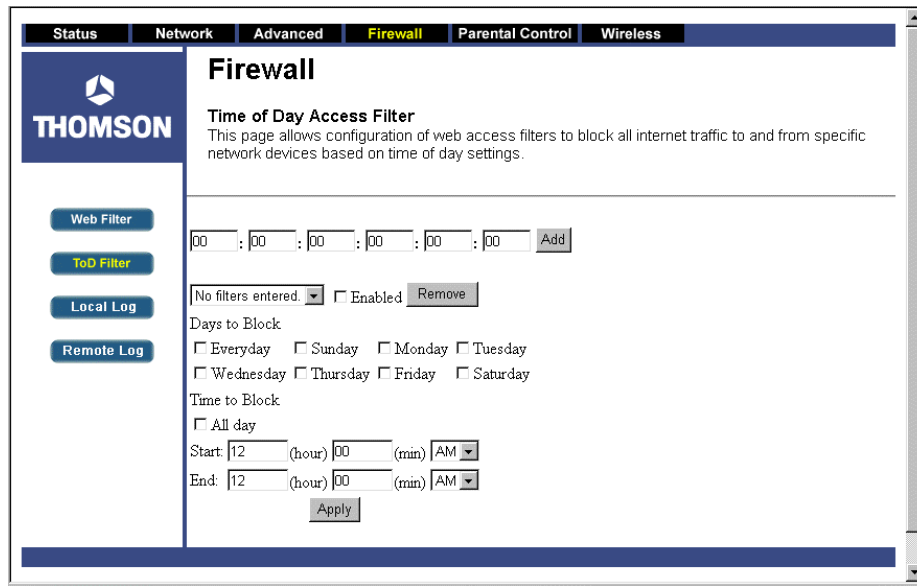 Status Network Advanced Firewall Parental Control Wireless
THOMSON
Firewall
Time of Day Access Filter
This page allows configuration of web access filters to block all internet traffic to and from specific
network devices based on time of day settings.
Web Filter
ToD Filter
Local Log
Remote Log
00 : 00 : 00 : 00 : 00 : 00 Add
No filters entered. Enabled Remove
Days to Block
Everyday Sunday Monday Tuesday
Wednesday Thursday Friday Saturday
Time to Block
All day
Start: 12 (hour) 00 (min) AM
End: 12 (hour) 00 (min) AM
Apply